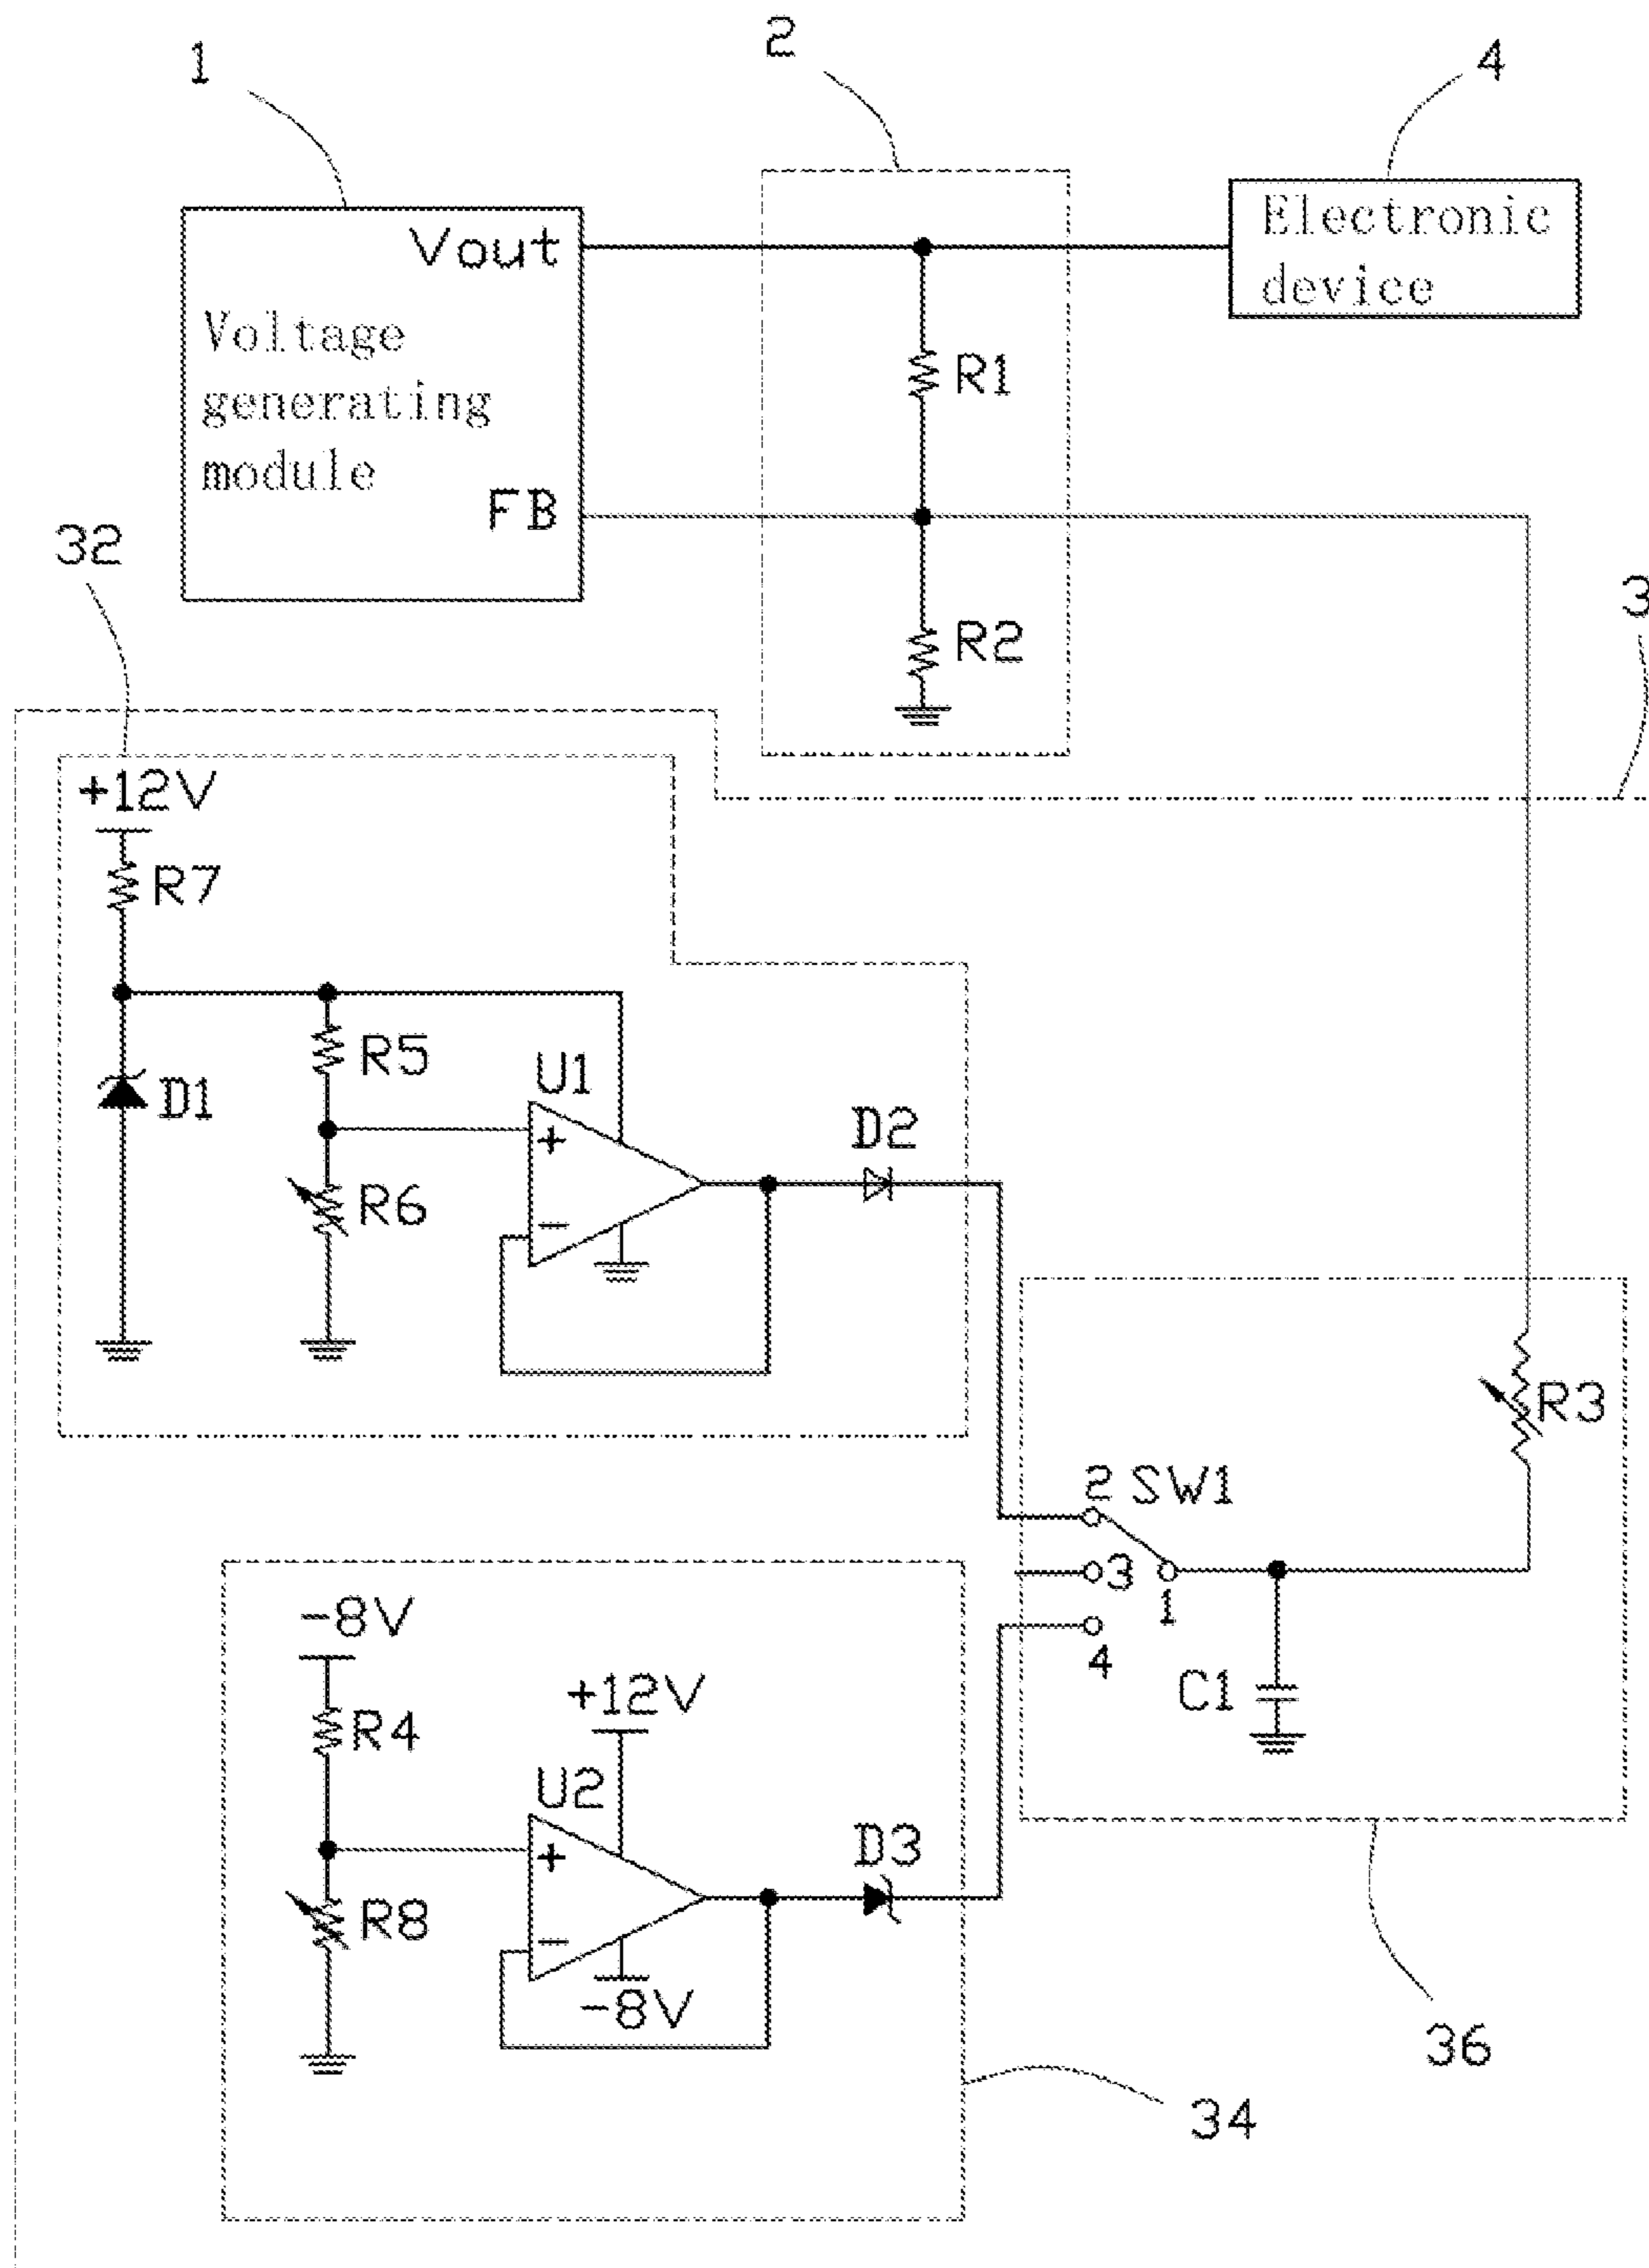 1
2
4
Vout
Voltage
generating
module
FB
Electronic
device
R1
R2
32
3
+12V
R7
R5
D1
U1
+
-
R6
D2
R3
2 SW1
3
1
4
C1
-8V
R4
+12V
U2
+
-
R8
-8V
D3
36
34